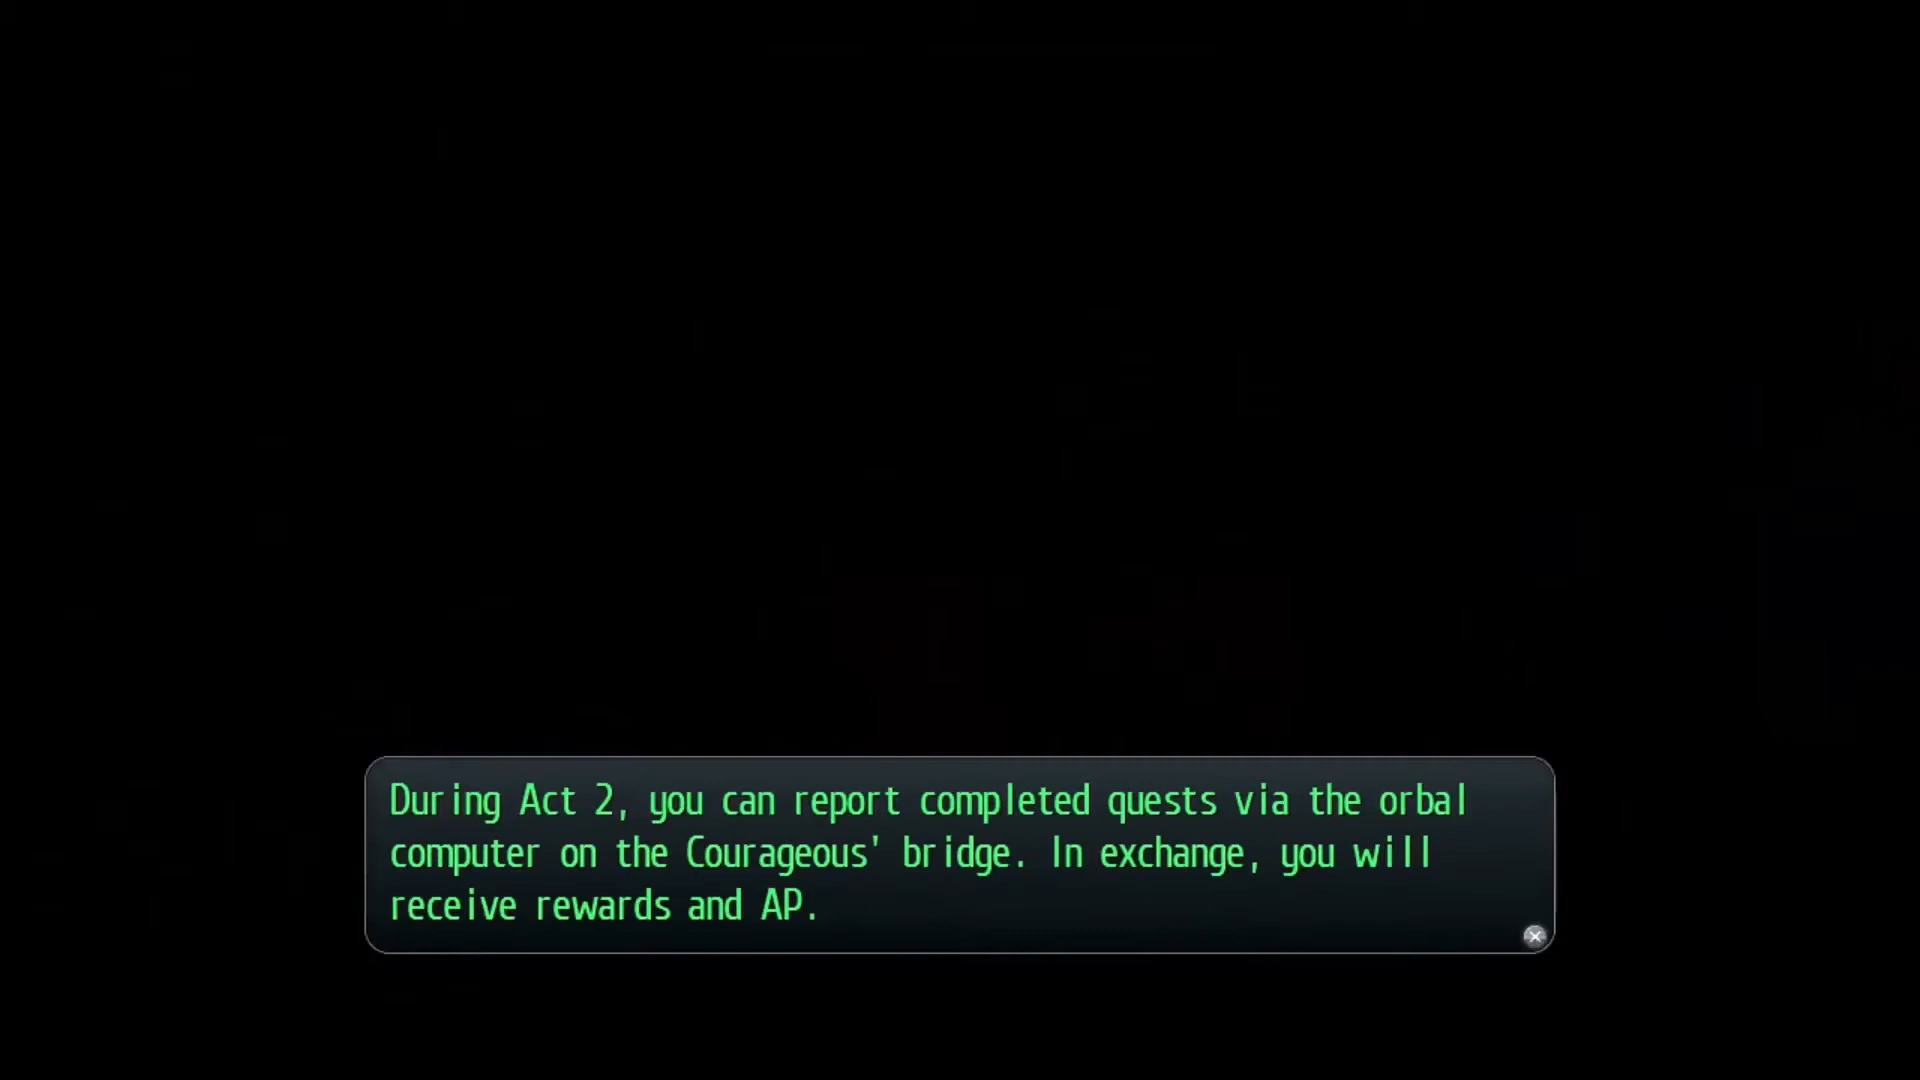 During Act 2, you can report completed quests via the orbal
computer on the Courageous' bridge. In exchange, you will
receive rewards and AP.